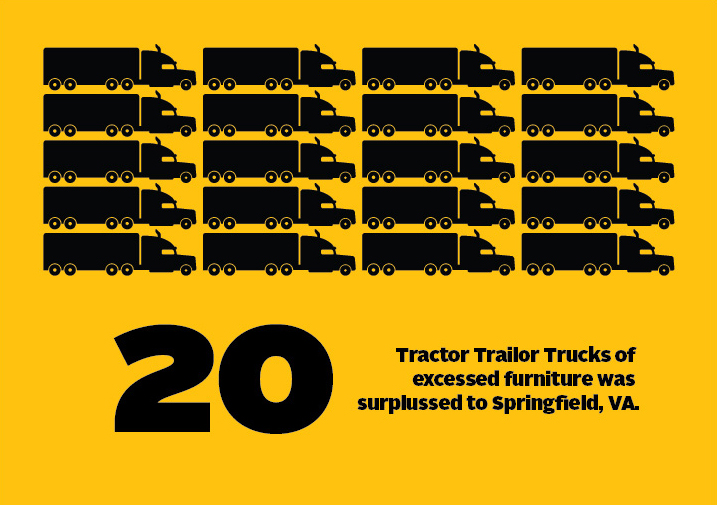 20
Tractor Trailor Trucks of
excessed furniture was
surplussed to Springfield, VA.